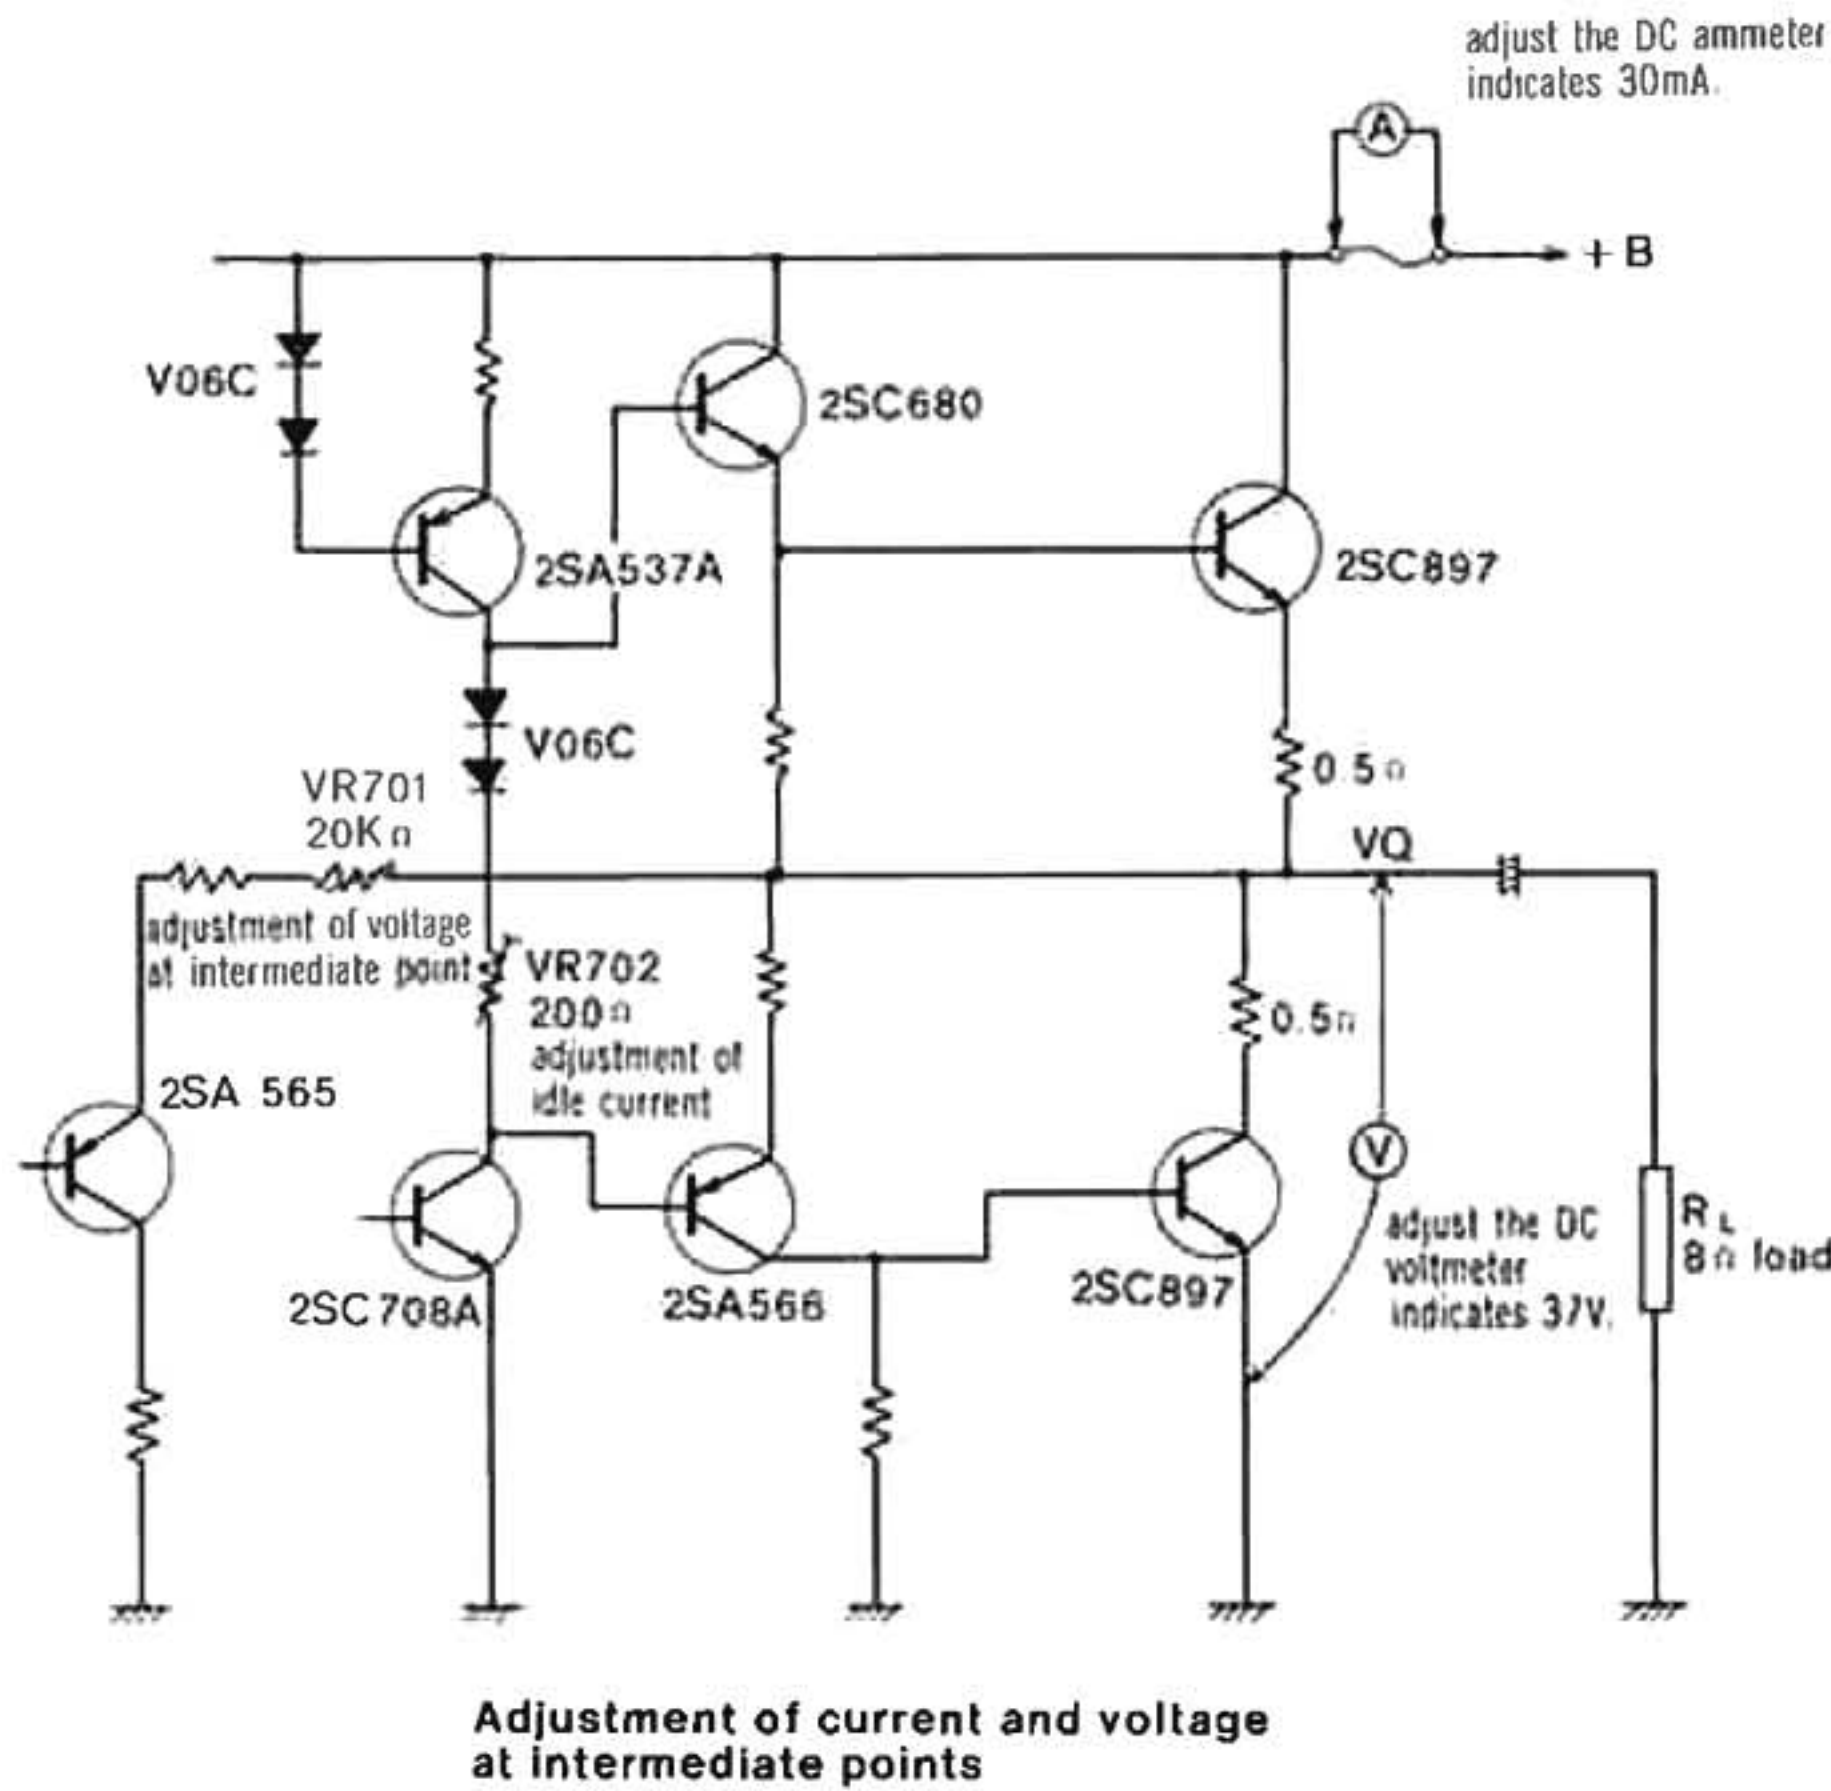 adjust the DC ammeter
indicates 30mA.
A
+ B
V06C
2SC680
2SA537A
2SC897
V06C
VR701
20KΩ
0.5Ω
VQ
adjustment of voltage
at intermediate point
VR702
200Ω
adjustment of
idle current
0.5Ω
2SA 565
V
2SC708A
2SA566
2SC897
adjust the DC
voltmeter
indicates 37V.
RL
8Ω load
Adjustment of current and voltage
at intermediate points